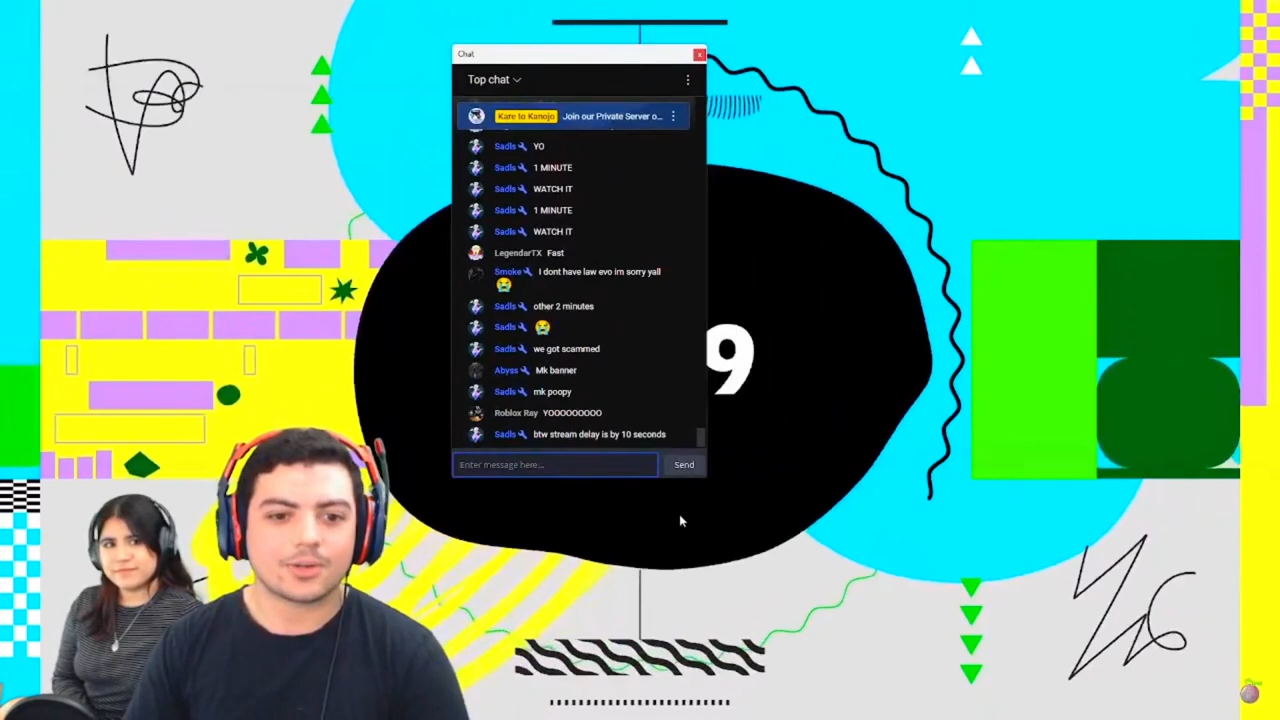 Chat
Top chat
Kare to Kanojo Join our Private Server o...
Sadls YO
Sadls 1 MINUTE
Sadls WATCH IT
Sadls 1 MINUTE
Sadls WATCH IT
LegendarTX Fast
Smoke I dont have law evo im sorry yall
😭
Sadls other 2 minutes
Sadls 😭
Sadls we got scammed
Abyss Mk banner
Sadls mk poopy
Roblox Ray YOOOOOOOOO
Sadls btw stream delay is by 10 seconds
Enter message here...
Send
9